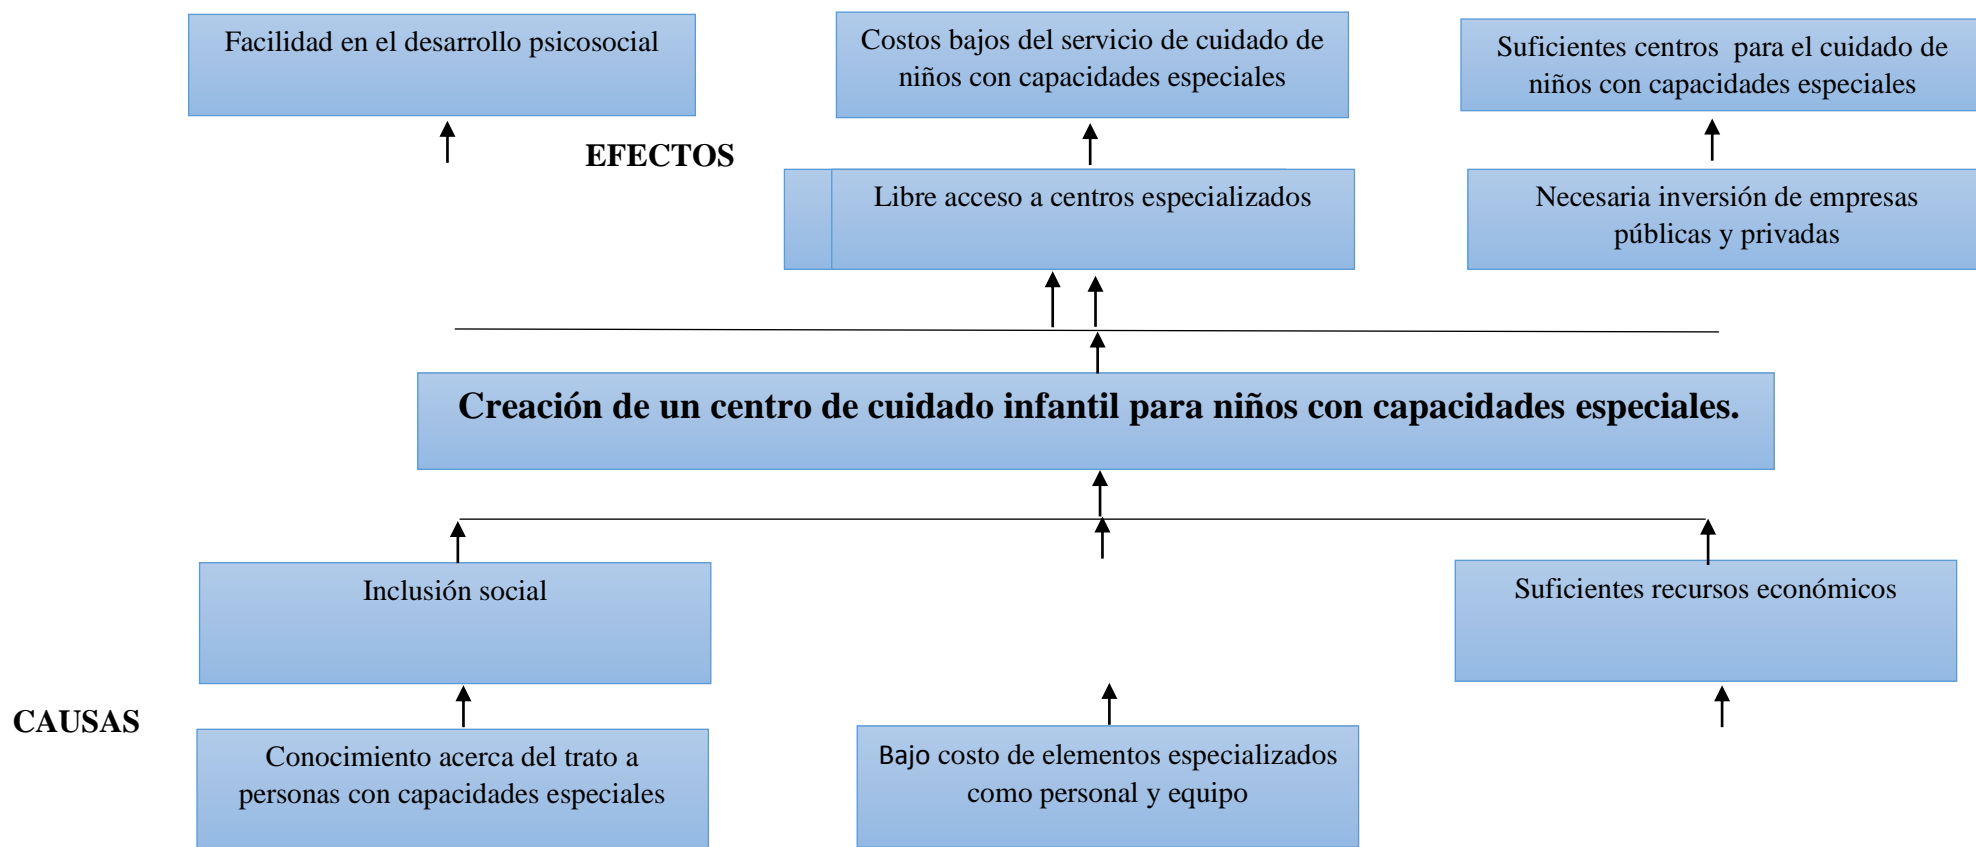 Facilidad en el desarrollo psicosocial
Costos bajos del servicio de cuidado de
niños con capacidades especiales
Suficientes centros para el cuidado de
niños con capacidades especiales
EFECTOS
Libre acceso a centros especializados
Necesaria inversión de empresas
públicas y privadas
Creación de un centro de cuidado infantil para niños con capacidades especiales.
Inclusión social
Suficientes recursos económicos
CAUSAS
Conocimiento acerca del trato a
personas con capacidades especiales
Bajo costo de elementos especializados
como personal y equipo